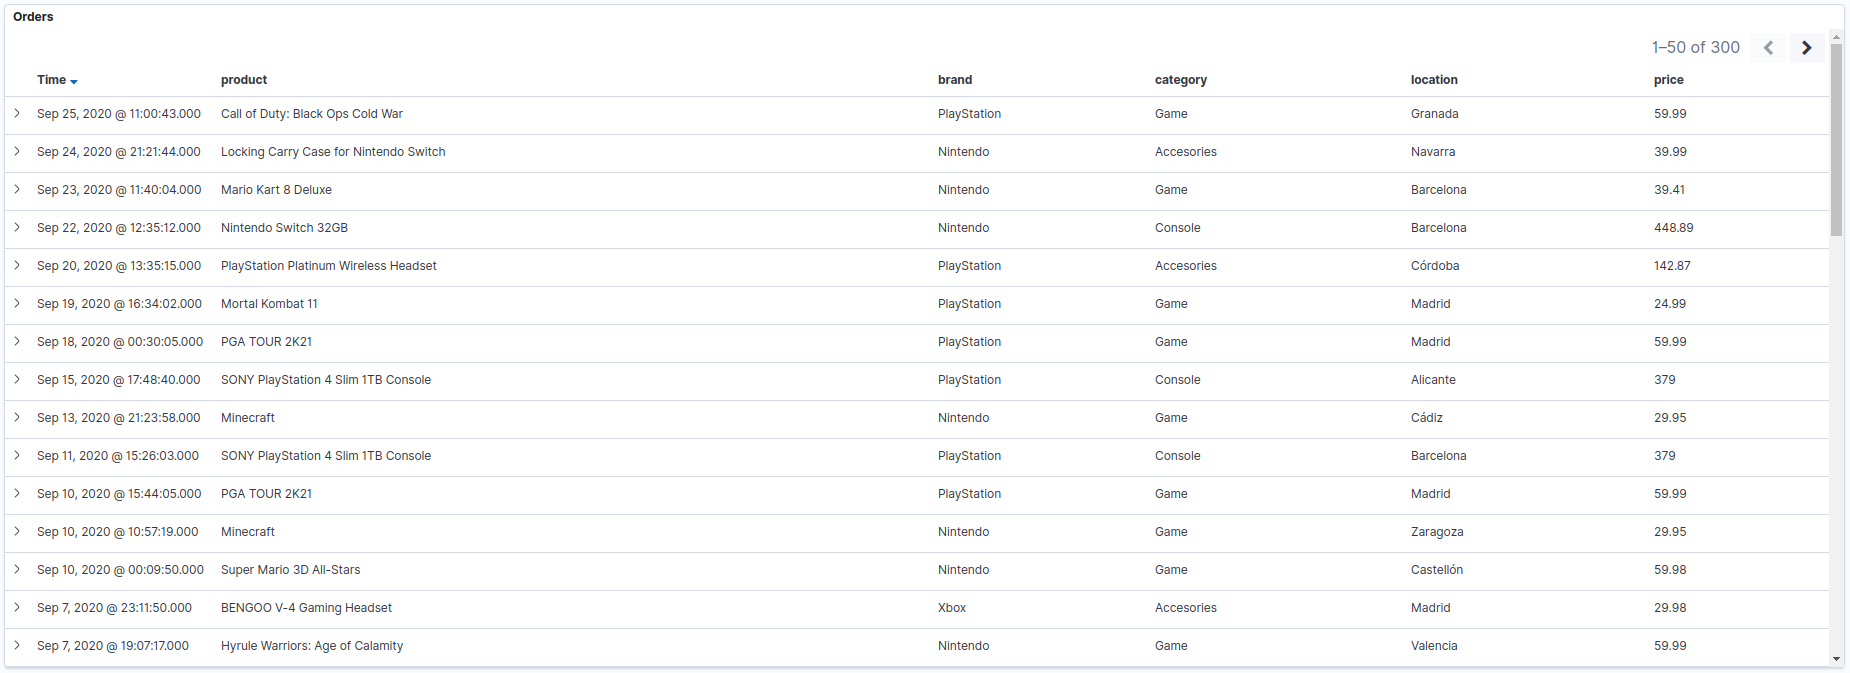 Orders
1–50 of 300
Time product brand category location price
Sep 25, 2020 @ 11:00:43.000 Call of Duty: Black Ops Cold War PlayStation Game Granada 59.99
Sep 24, 2020 @ 21:21:44.000 Locking Carry Case for Nintendo Switch Nintendo Accesories Navarra 39.99
Sep 23, 2020 @ 11:40:04.000 Mario Kart 8 Deluxe Nintendo Game Barcelona 39.41
Sep 22, 2020 @ 12:35:12.000 Nintendo Switch 32GB Nintendo Console Barcelona 448.89
Sep 20, 2020 @ 13:35:15.000 PlayStation Platinum Wireless Headset PlayStation Accesories Córdoba 142.87
Sep 19, 2020 @ 16:34:02.000 Mortal Kombat 11 PlayStation Game Madrid 24.99
Sep 18, 2020 @ 00:30:05.000 PGA TOUR 2K21 PlayStation Game Madrid 59.99
Sep 15, 2020 @ 17:48:40.000 SONY PlayStation 4 Slim 1TB Console PlayStation Console Alicante 379
Sep 13, 2020 @ 21:23:58.000 Minecraft Nintendo Game Cádiz 29.95
Sep 11, 2020 @ 15:26:03.000 SONY PlayStation 4 Slim 1TB Console PlayStation Console Barcelona 379
Sep 10, 2020 @ 15:44:05.000 PGA TOUR 2K21 PlayStation Game Madrid 59.99
Sep 10, 2020 @ 10:57:19.000 Minecraft Nintendo Game Zaragoza 29.95
Sep 10, 2020 @ 00:09:50.000 Super Mario 3D All-Stars Nintendo Game Castellón 59.98
Sep 7, 2020 @ 23:11:50.000 BENGOO V-4 Gaming Headset Xbox Accesories Madrid 29.98
Sep 7, 2020 @ 19:07:17.000 Hyrule Warriors: Age of Calamity Nintendo Game Valencia 59.99